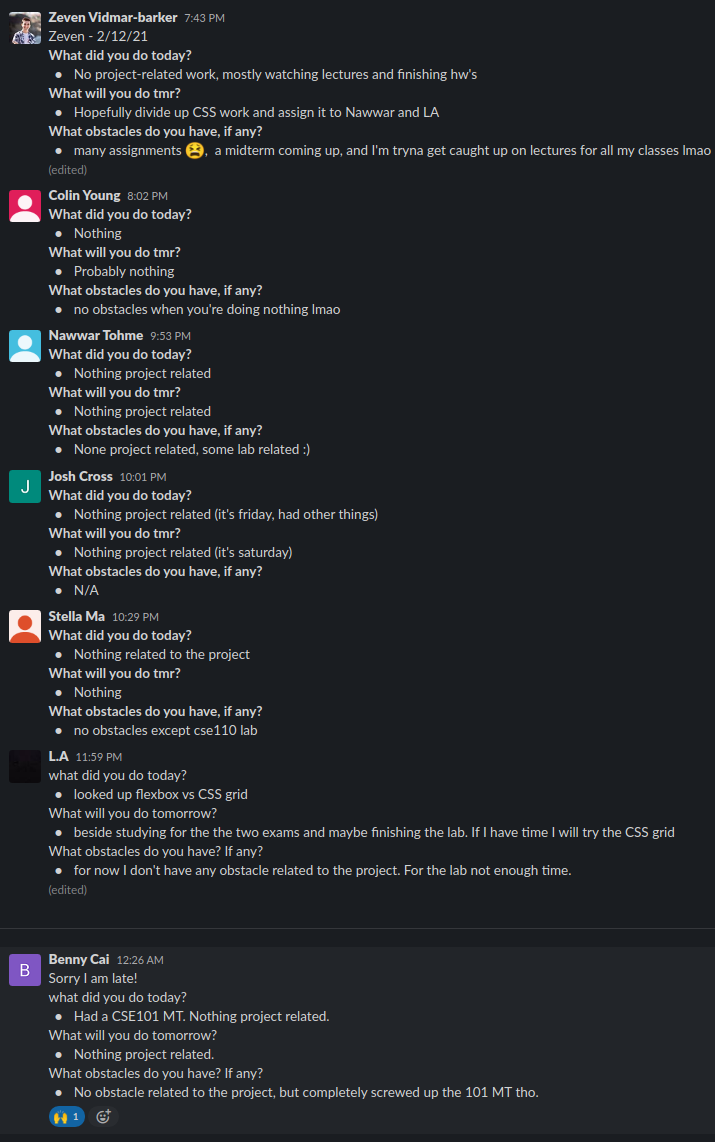 Zeven Vidmar-barker 7:43 PM
Zeven - 2/12/21
What did you do today?
• No project-related work, mostly watching lectures and finishing hw's
What will you do tmr?
• Hopefully divide up CSS work and assign it to Nawwar and LA
What obstacles do you have, if any?
• many assignments 😫, a midterm coming up, and I'm tryna get caught up on lectures for all my classes lmao
(edited)
Colin Young 8:02 PM
What did you do today?
• Nothing
What will you do tmr?
• Probably nothing
What obstacles do you have, if any?
• no obstacles when you're doing nothing lmao
Nawwar Tohme 9:53 PM
What did you do today?
• Nothing project related
What will you do tmr?
• Nothing project related
What obstacles do you have, if any?
• None project related, some lab related :)
J
Josh Cross 10:01 PM
What did you do today?
• Nothing project related (it's friday, had other things)
What will you do tmr?
• Nothing project related (it's saturday)
What obstacles do you have, if any?
• N/A
Stella Ma 10:29 PM
What did you do today?
• Nothing related to the project
What will you do tmr?
• Nothing
What obstacles do you have, if any?
• no obstacles except cse110 lab
L.A 11:59 PM
what did you do today?
• looked up flexbox vs CSS grid
What will you do tomorrow?
• beside studying for the the two exams and maybe finishing the lab. If I have time I will try the CSS grid
What obstacles do you have? If any?
• for now I don't have any obstacle related to the project. For the lab not enough time.
(edited)
B
Benny Cai 12:26 AM
Sorry I am late!
what did you do today?
• Had a CSE101 MT. Nothing project related.
What will you do tomorrow?
• Nothing project related.
What obstacles do you have? If any?
• No obstacle related to the project, but completely screwed up the 101 MT tho.
🙌 1